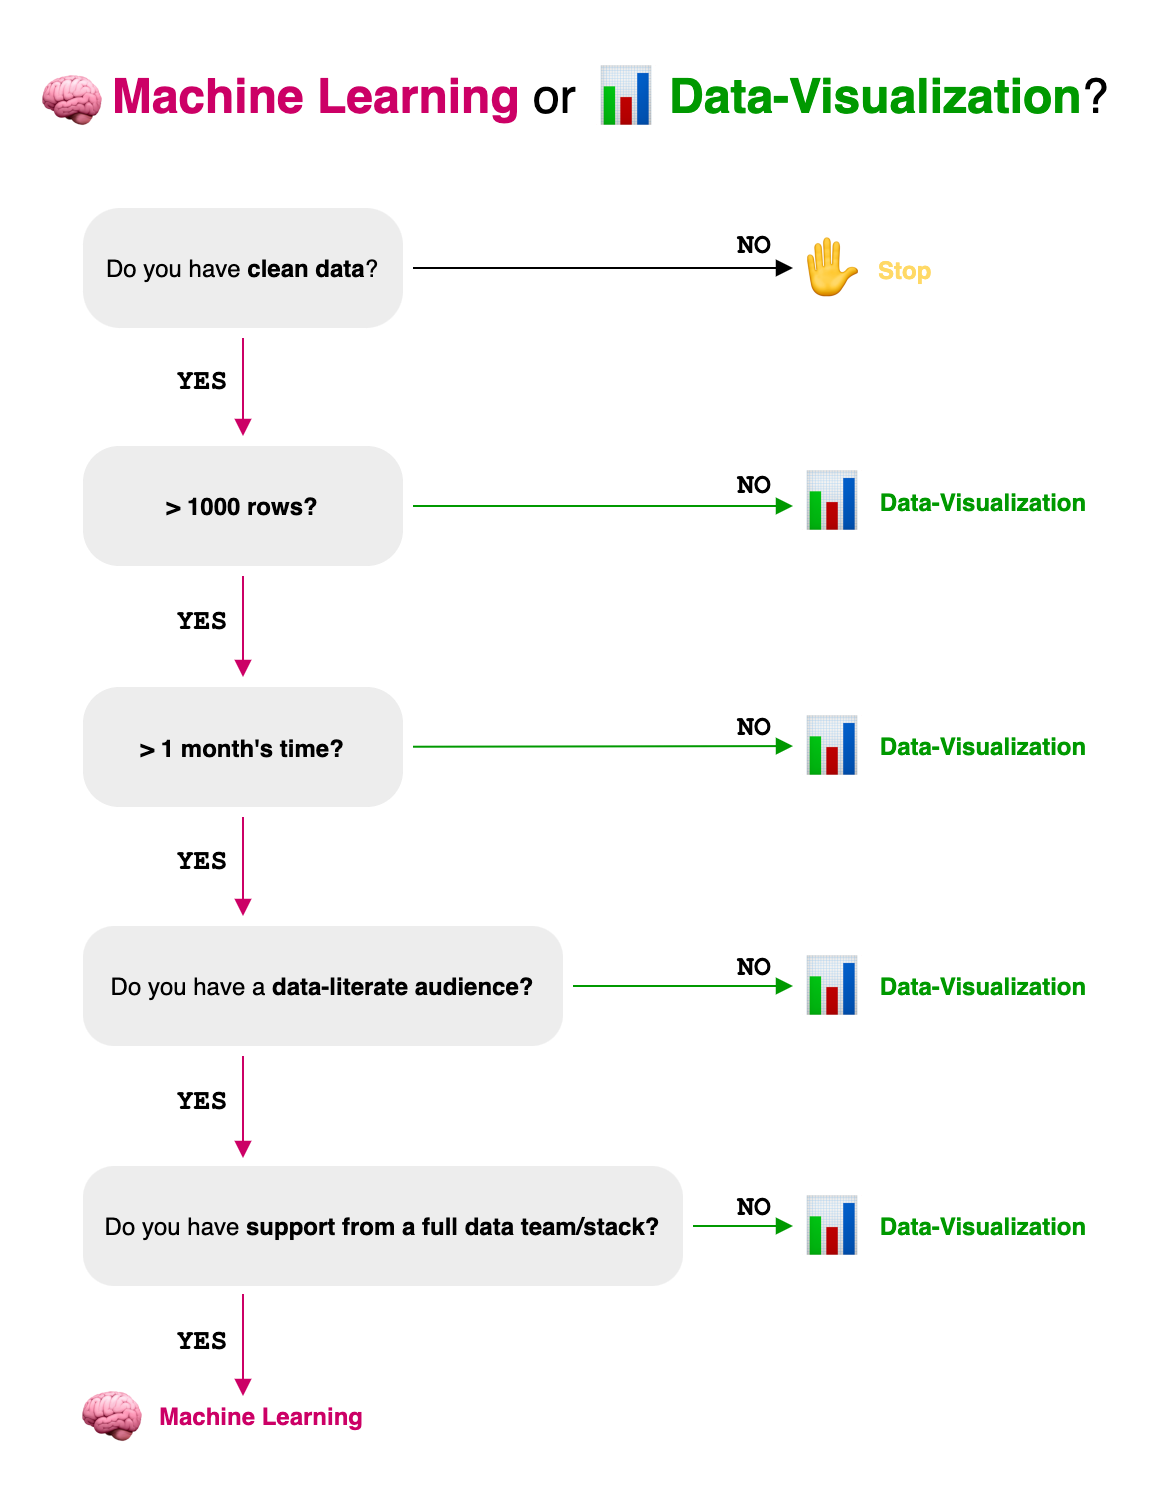 Machine Learning or Data-Visualization?
Do you have clean data?
NO
Stop
YES
> 1000 rows?
NO
Data-Visualization
YES
> 1 month's time?
NO
Data-Visualization
YES
Do you have a data-literate audience?
NO
Data-Visualization
YES
Do you have support from a full data team/stack?
NO
Data-Visualization
YES
Machine Learning